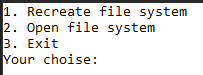 1. Recreate file system
2. Open file system
3. Exit
Your choise: